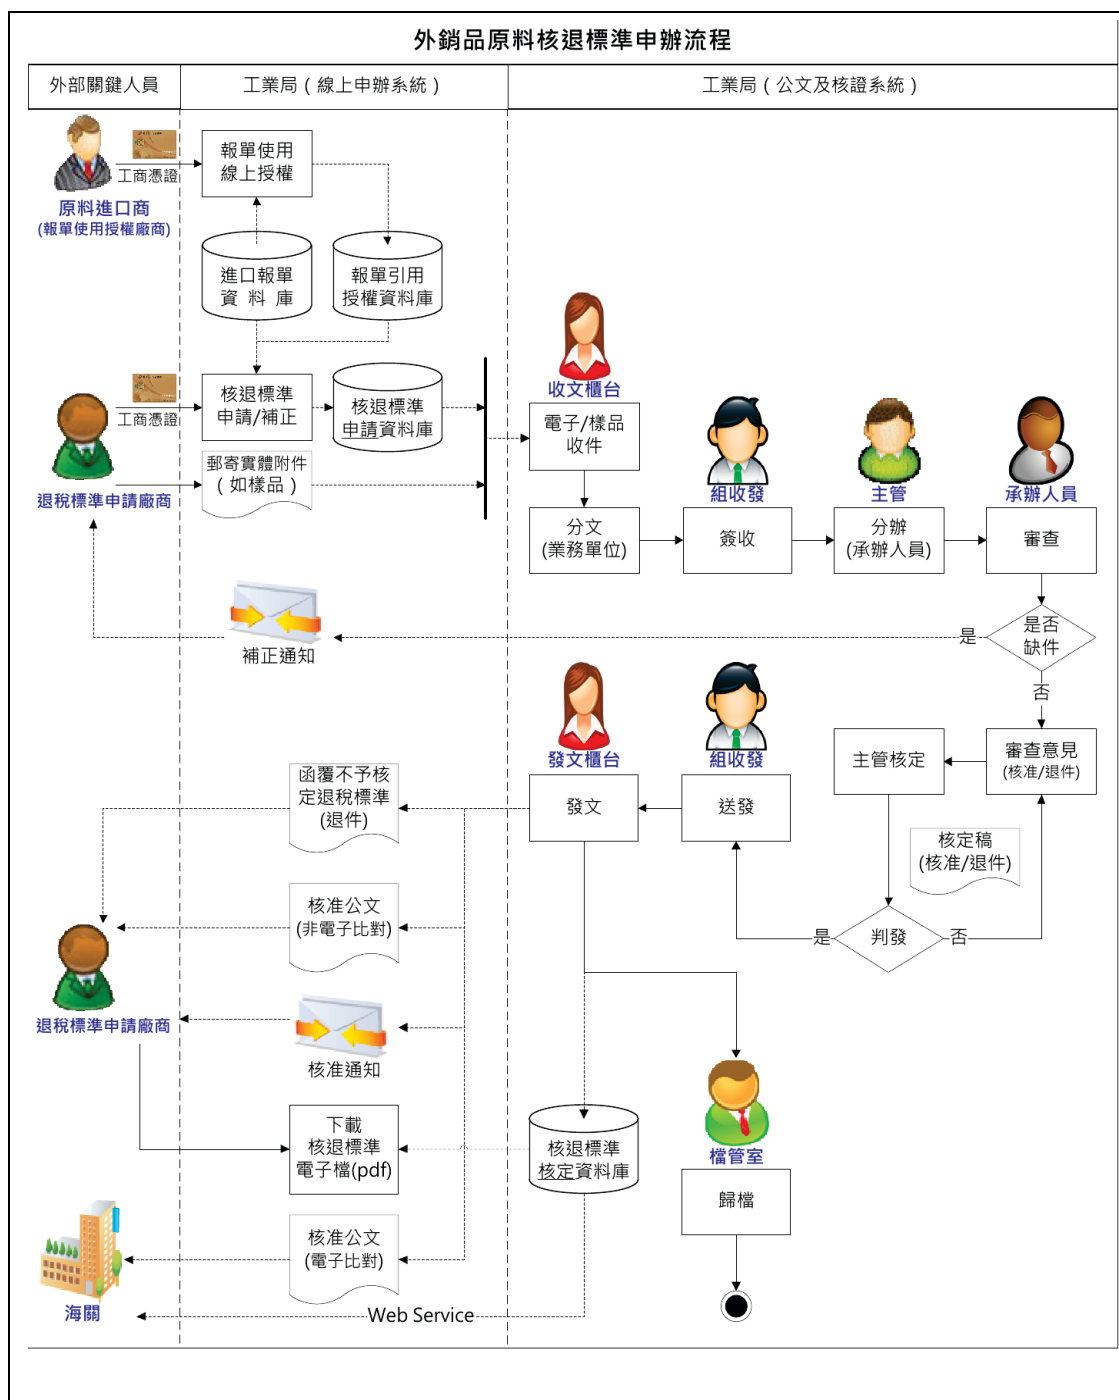 外銷品原料核退標準申辦流程
外部關鍵人員
工業局(線上申辦系統)
工業局(公文及核證系統)
工商憑證
原料進口商
(報單使用授權廠商)
報單使用
線上授權
進口報單
資料庫
報單引用
授權資料庫
工商憑證
退稅標準申請廠商
核退標準
申請/補正
核退標準
申請資料庫
郵寄實體附件
(如樣品)
收文櫃台
電子/樣品
收件
分文
(業務單位)
組收發
簽收
主管
分辦
(承辦人員)
承辦人員
審查
是否
缺件
是
否
補正通知
審查意見
(核准/退件)
主管核定
核定稿
(核准/退件)
判發
是
否
組收發
送發
發文櫃台
發文
函覆不予核
定退稅標準
(退件)
核准公文
(非電子比對)
退稅標準申請廠商
核准通知
下載
核退標準
電子檔(pdf)
核退標準
核定資料庫
檔管室
歸檔
核准公文
(電子比對)
海關
Web Service